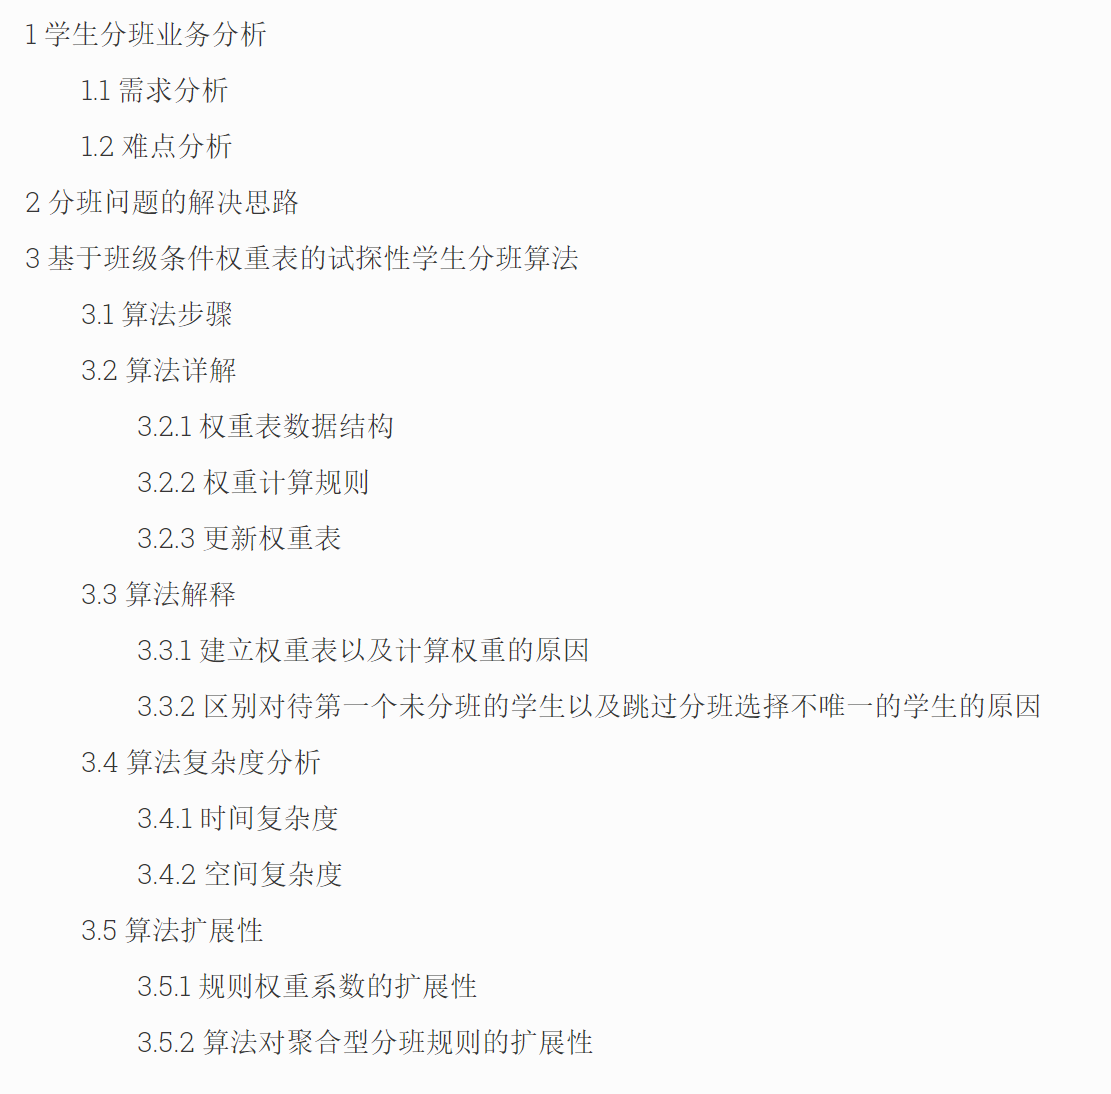 1 学生分班业务分析
1.1 需求分析
1.2 难点分析
2 分班问题的解决思路
3 基于班级条件权重表的试探性学生分班算法
3.1 算法步骤
3.2 算法详解
3.2.1 权重表数据结构
3.2.2 权重计算规则
3.2.3 更新权重表
3.3 算法解释
3.3.1 建立权重表以及计算权重的原因
3.3.2 区别对待第一个未分班的学生以及跳过分班选择不唯一的学生的原因
3.4 算法复杂度分析
3.4.1 时间复杂度
3.4.2 空间复杂度
3.5 算法扩展性
3.5.1 规则权重系数的扩展性
3.5.2 算法对聚合型分班规则的扩展性